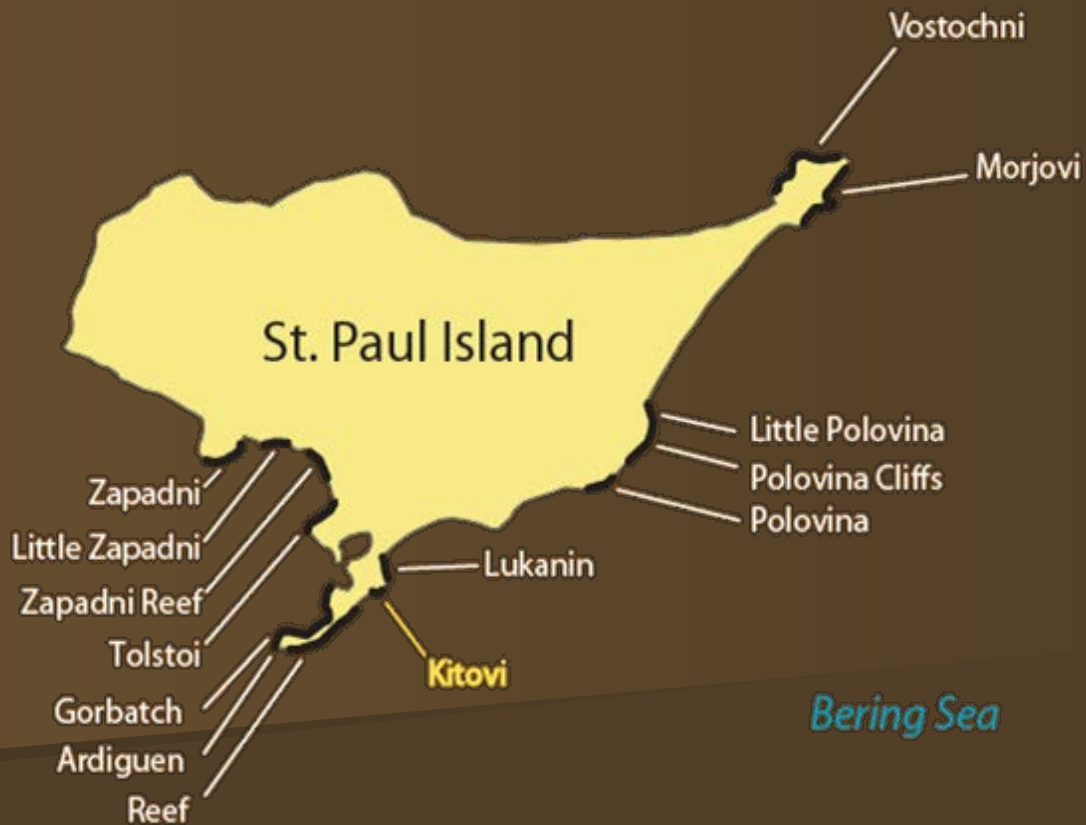 Vostochni
Morjovi
St. Paul Island
Little Polovina
Polovina Cliffs
Polovina
Zapadni
Little Zapadni
Zapadni Reef
Tolstoi
Gorbatch
Ardiguen
Reef
Lukanin
Kitovi
Bering Sea